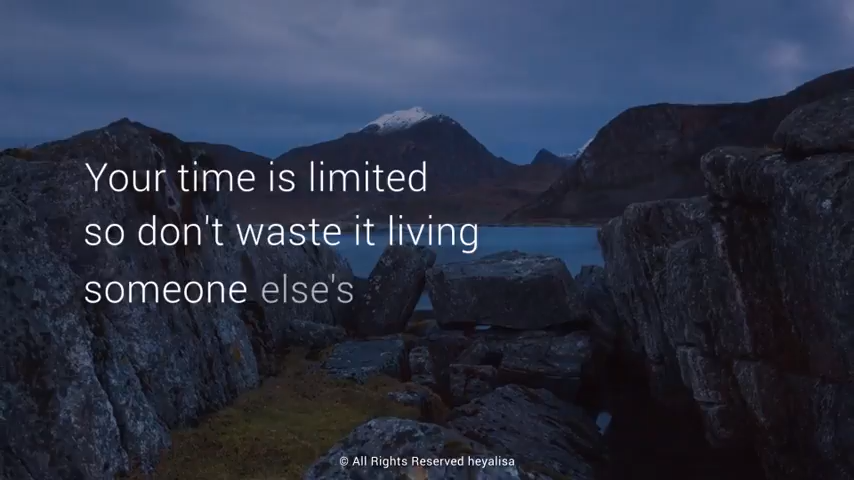 Your time is limited
so don't waste it living
someone else's
© All Rights Reserved heyalisa